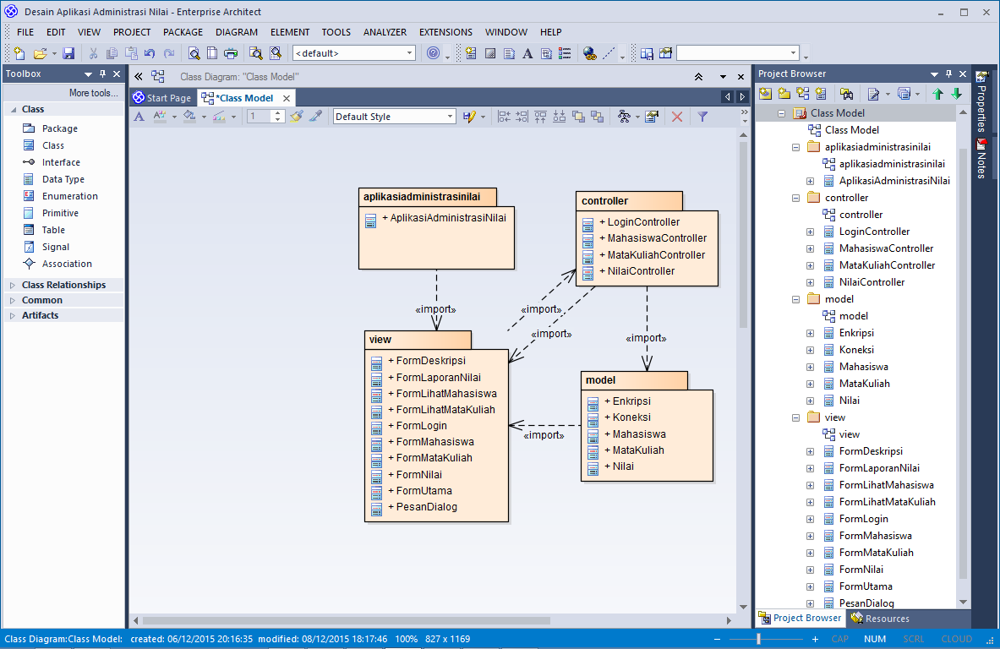 Desain Aplikasi Administrasi Nilai - Enterprise Architect
FILE EDIT VIEW PROJECT PACKAGE DIAGRAM ELEMENT TOOLS ANALYZER EXTENSIONS WINDOW HELP
<default>
Toolbox
More tools...
Class
Package
Class
Interface
Data Type
Enumeration
Primitive
Table
Signal
Association
Class Relationships
Common
Artifacts
Class Diagram: "Class Model"
Start Page
*Class Model
1
Default Style
aplikasiadministrasinilai
+ AplikasiAdministrasiNilai
controller
+ LoginController
+ MahasiswaController
+ MataKuliahController
+ NilaiController
«import»
«import»
«import»
«import»
view
+ FormDeskripsi
+ FormLaporanNilai
+ FormLihatMahasiswa
+ FormLihatMataKuliah
+ FormLogin
+ FormMahasiswa
+ FormMataKuliah
+ FormNilai
+ FormUtama
+ PesanDialog
model
+ Enkripsi
+ Koneksi
+ Mahasiswa
+ MataKuliah
+ Nilai
«import»
Project Browser
Class Model
Class Model
aplikasiadministrasinilai
aplikasiadministrasinilai
AplikasiAdministrasiNilai
controller
controller
LoginController
MahasiswaController
MataKuliahController
NilaiController
model
model
Enkripsi
Koneksi
Mahasiswa
MataKuliah
Nilai
view
view
FormDeskripsi
FormLaporanNilai
FormLihatMahasiswa
FormLihatMataKuliah
FormLogin
FormMahasiswa
FormMataKuliah
FormNilai
FormUtama
PesanDialog
Project Browser
Resources
Properties
Notes
Class Diagram:Class Model: created: 06/12/2015 20:16:35 modified: 08/12/2015 18:17:46 100% 827 x 1169
CAP NUM SCRL CLOUD